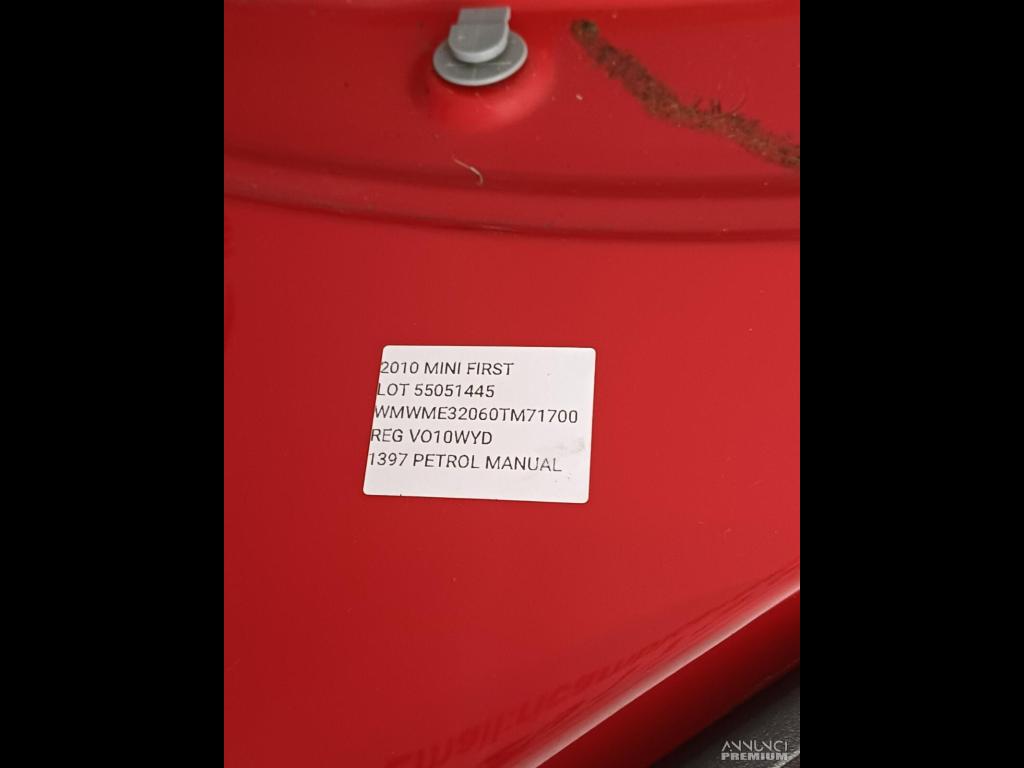 2010 MINI FIRST
LOT 55051445
WMWME32060TM71700
REG VO10WYD
1397 PETROL MANUAL
ANNUNCI
PREMIUM